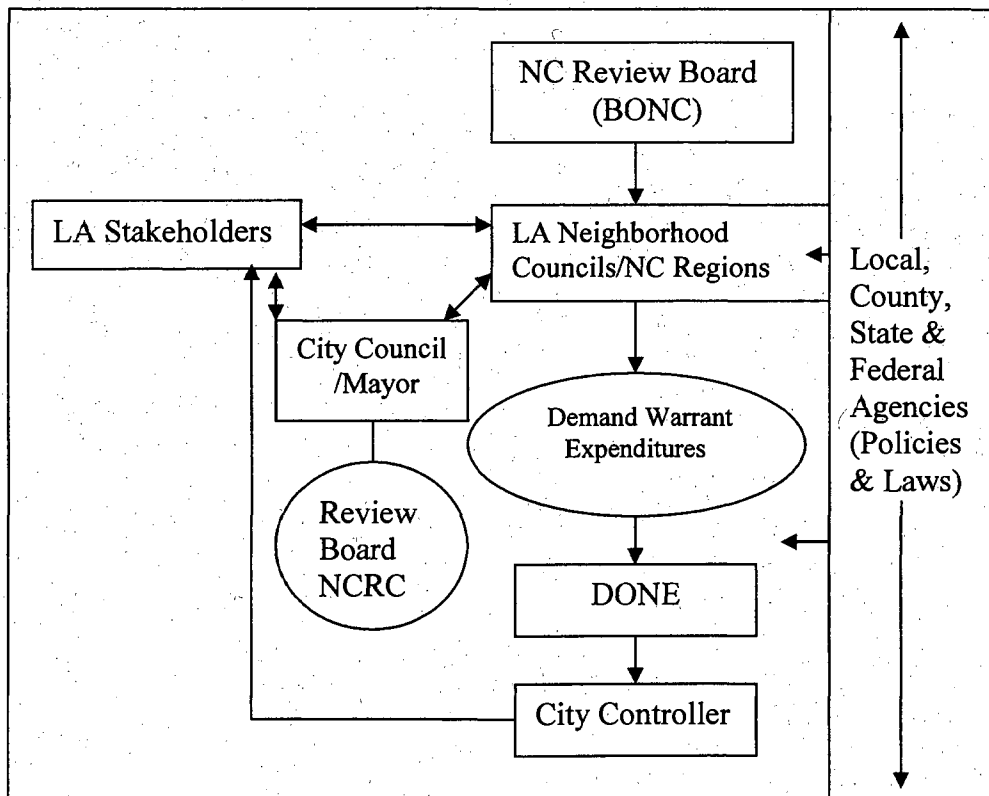 NC Review Board
(BONC)
LA Stakeholders
LA Neighborhood
Councils/NC Regions
City Council
/Mayor
Demand Warrant
Expenditures
Review
Board
NCRC
DONE
City Controller
Local,
County,
State &
Federal
Agencies
(Policies
& Laws)